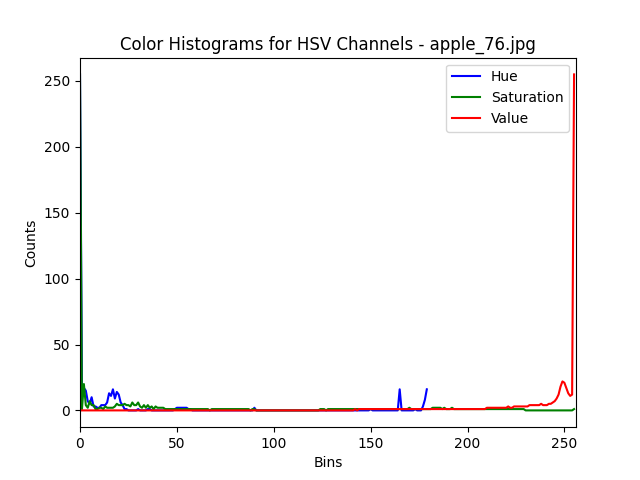 Color Histograms for HSV Channels - apple_76.jpg
Hue
Saturation
Value
Counts
250
200
150
100
50
0
0 50 100 150 200 250
Bins